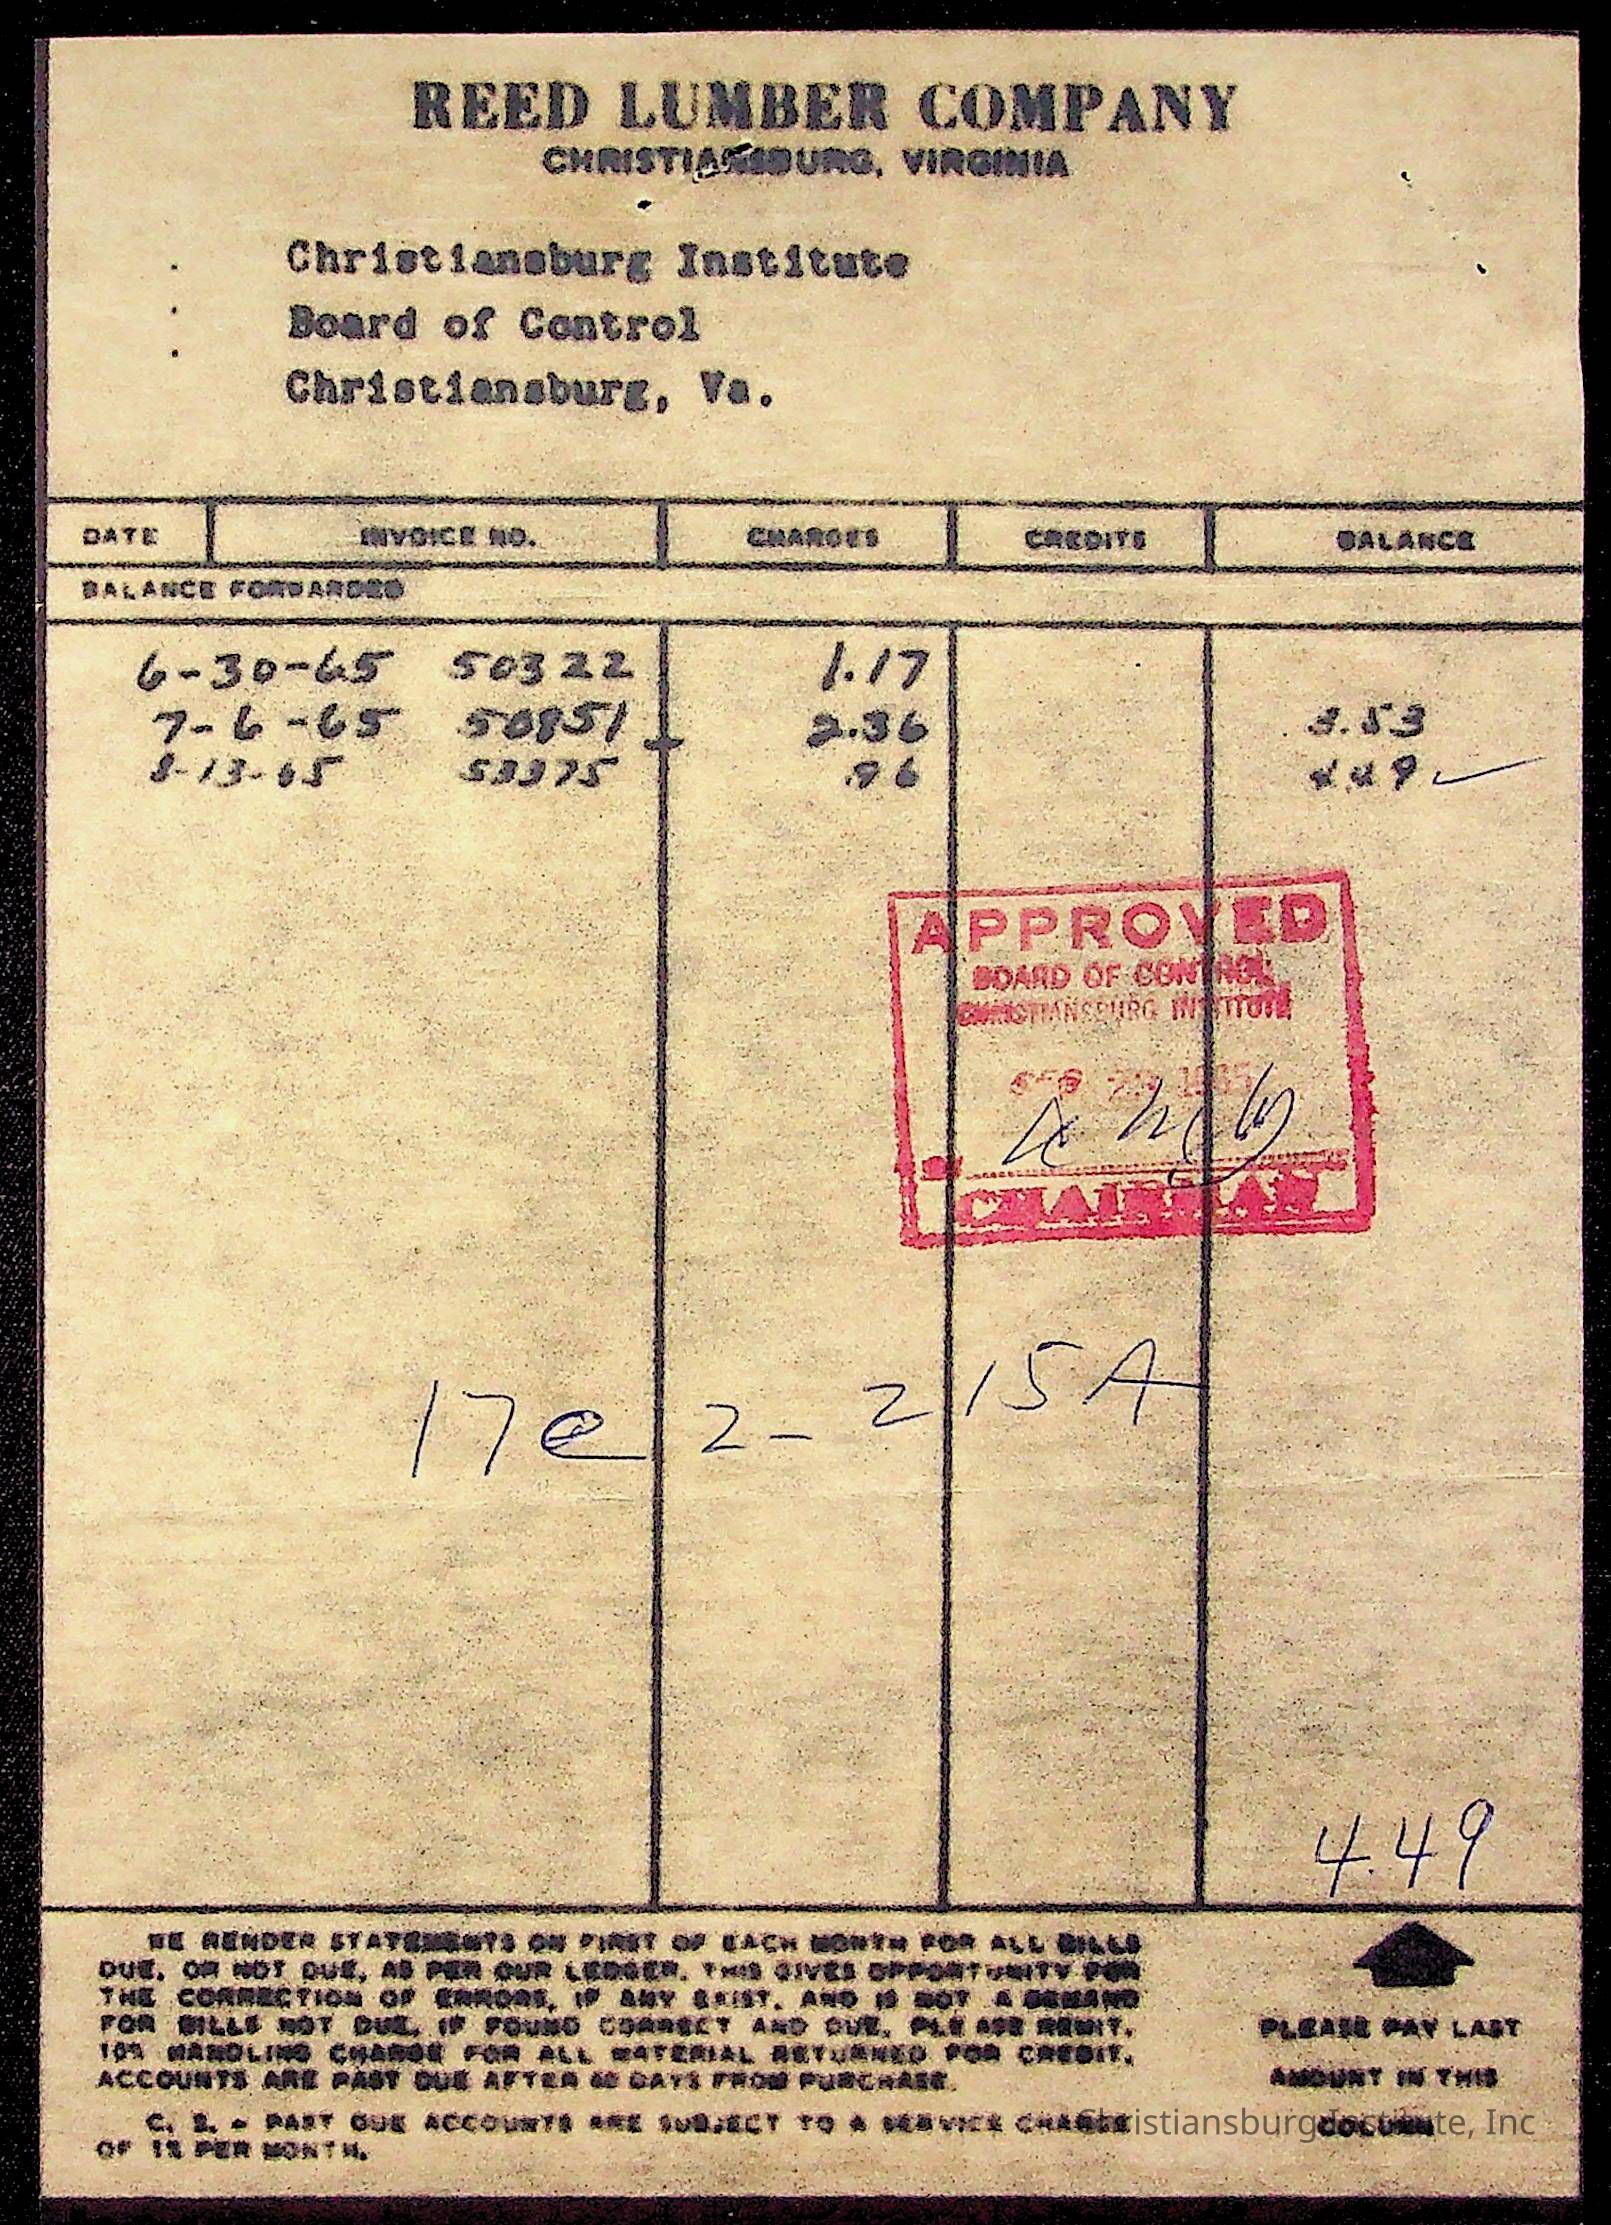 REED LUMBER COMPANY
CHRISTIANSBURG, VIRGINIA
Christiansburg Institute
Board of Control
Christiansburg, Va.
DATE INVOICE NO. CHARGES CREDITS BALANCE
BALANCE FORWARDED
6-30-65 50322 1.17
7-6-65 50851 2.36 3.53
8-13-65 53375 .96 4.49
APPROVED
BOARD OF CONTROL
CHRISTIANSBURG INSTITUTE
SEP 1965
CHAIRMAN
17e 2-215A
4.49
WE RENDER STATEMENTS ON FIRST OF EACH MONTH FOR ALL BILLS
DUE, OR NOT DUE, AS PER OUR LEDGER. THIS GIVES OPPORTUNITY FOR
THE CORRECTION OF ERRORS, IF ANY EXIST, AND IS NOT A DEMAND
FOR BILLS NOT DUE. IF FOUND CORRECT AND DUE, PLEASE REMIT.
10% HANDLING CHARGE FOR ALL MATERIAL RETURNED FOR CREDIT.
ACCOUNTS ARE PAST DUE AFTER 60 DAYS FROM PURCHASE.
PAST DUE ACCOUNTS ARE SUBJECT TO A SERVICE CHARGE
OF 1% PER MONTH.
PLEASE PAY LAST
AMOUNT IN THIS
COLUMN
Christiansburg Institute, Inc